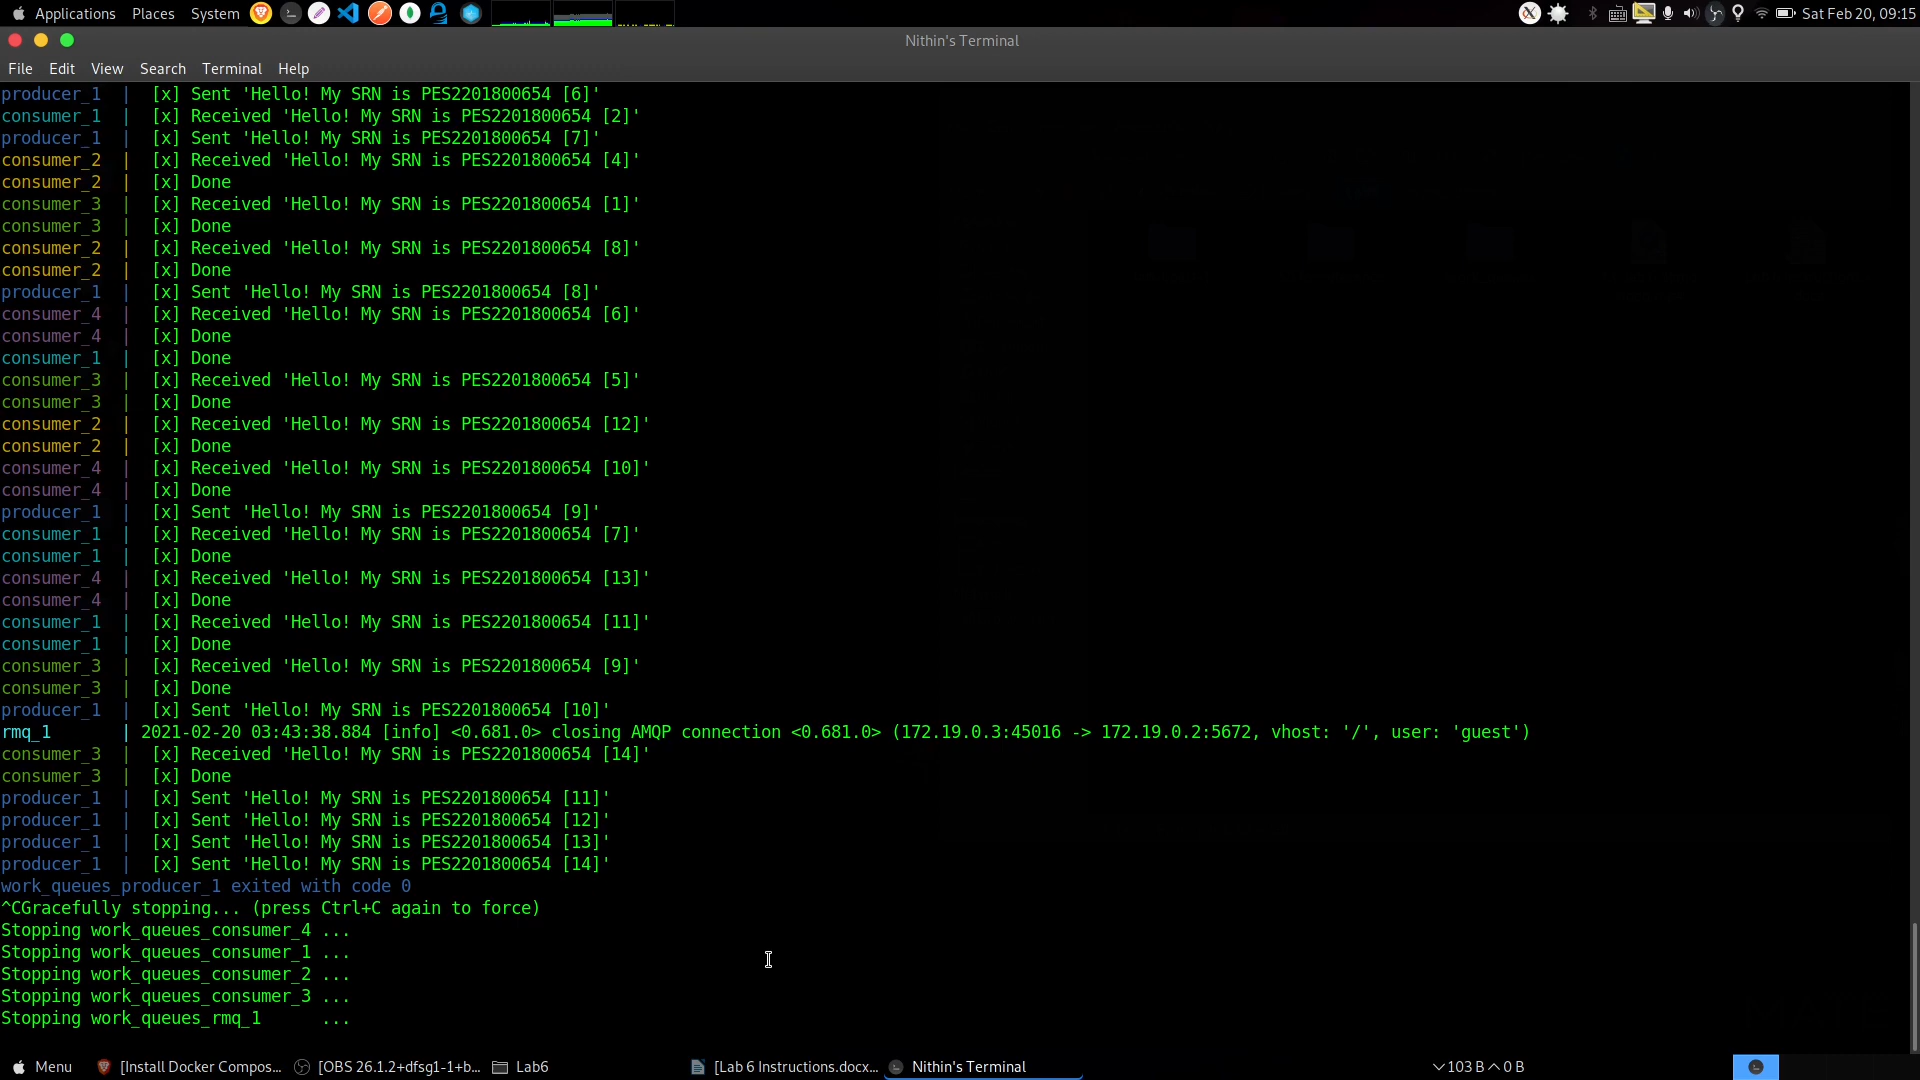 Applications Places System Sat Feb 20, 09:15
Nithin's Terminal
File Edit View Search Terminal Help
producer_1 | [x] Sent 'Hello! My SRN is PES2201800654 [6]'
consumer_1 | [x] Received 'Hello! My SRN is PES2201800654 [2]'
producer_1 | [x] Sent 'Hello! My SRN is PES2201800654 [7]'
consumer_2 | [x] Received 'Hello! My SRN is PES2201800654 [4]'
consumer_2 | [x] Done
consumer_3 | [x] Received 'Hello! My SRN is PES2201800654 [1]'
consumer_3 | [x] Done
consumer_2 | [x] Received 'Hello! My SRN is PES2201800654 [8]'
consumer_2 | [x] Done
producer_1 | [x] Sent 'Hello! My SRN is PES2201800654 [8]'
consumer_4 | [x] Received 'Hello! My SRN is PES2201800654 [6]'
consumer_4 | [x] Done
consumer_1 | [x] Done
consumer_3 | [x] Received 'Hello! My SRN is PES2201800654 [5]'
consumer_3 | [x] Done
consumer_2 | [x] Received 'Hello! My SRN is PES2201800654 [12]'
consumer_2 | [x] Done
consumer_4 | [x] Received 'Hello! My SRN is PES2201800654 [10]'
consumer_4 | [x] Done
producer_1 | [x] Sent 'Hello! My SRN is PES2201800654 [9]'
consumer_1 | [x] Received 'Hello! My SRN is PES2201800654 [7]'
consumer_1 | [x] Done
consumer_4 | [x] Received 'Hello! My SRN is PES2201800654 [13]'
consumer_4 | [x] Done
consumer_1 | [x] Received 'Hello! My SRN is PES2201800654 [11]'
consumer_1 | [x] Done
consumer_3 | [x] Received 'Hello! My SRN is PES2201800654 [9]'
consumer_3 | [x] Done
producer_1 | [x] Sent 'Hello! My SRN is PES2201800654 [10]'
rmq_1 | 2021-02-20 03:43:38.884 [info] <0.681.0> closing AMQP connection <0.681.0> (172.19.0.3:45016 -> 172.19.0.2:5672, vhost: '/', user: 'guest')
consumer_3 | [x] Received 'Hello! My SRN is PES2201800654 [14]'
consumer_3 | [x] Done
producer_1 | [x] Sent 'Hello! My SRN is PES2201800654 [11]'
producer_1 | [x] Sent 'Hello! My SRN is PES2201800654 [12]'
producer_1 | [x] Sent 'Hello! My SRN is PES2201800654 [13]'
producer_1 | [x] Sent 'Hello! My SRN is PES2201800654 [14]'
work_queues_producer_1 exited with code 0
^CGracefully stopping... (press Ctrl+C again to force)
Stopping work_queues_consumer_4 ...
Stopping work_queues_consumer_1 ...
Stopping work_queues_consumer_2 ...
Stopping work_queues_consumer_3 ...
Stopping work_queues_rmq_1 ...
Menu [Install Docker Compos... [OBS 26.1.2+dfsg1-1+b... Lab6 [Lab 6 Instructions.docx... Nithin's Terminal 103 B 0 B